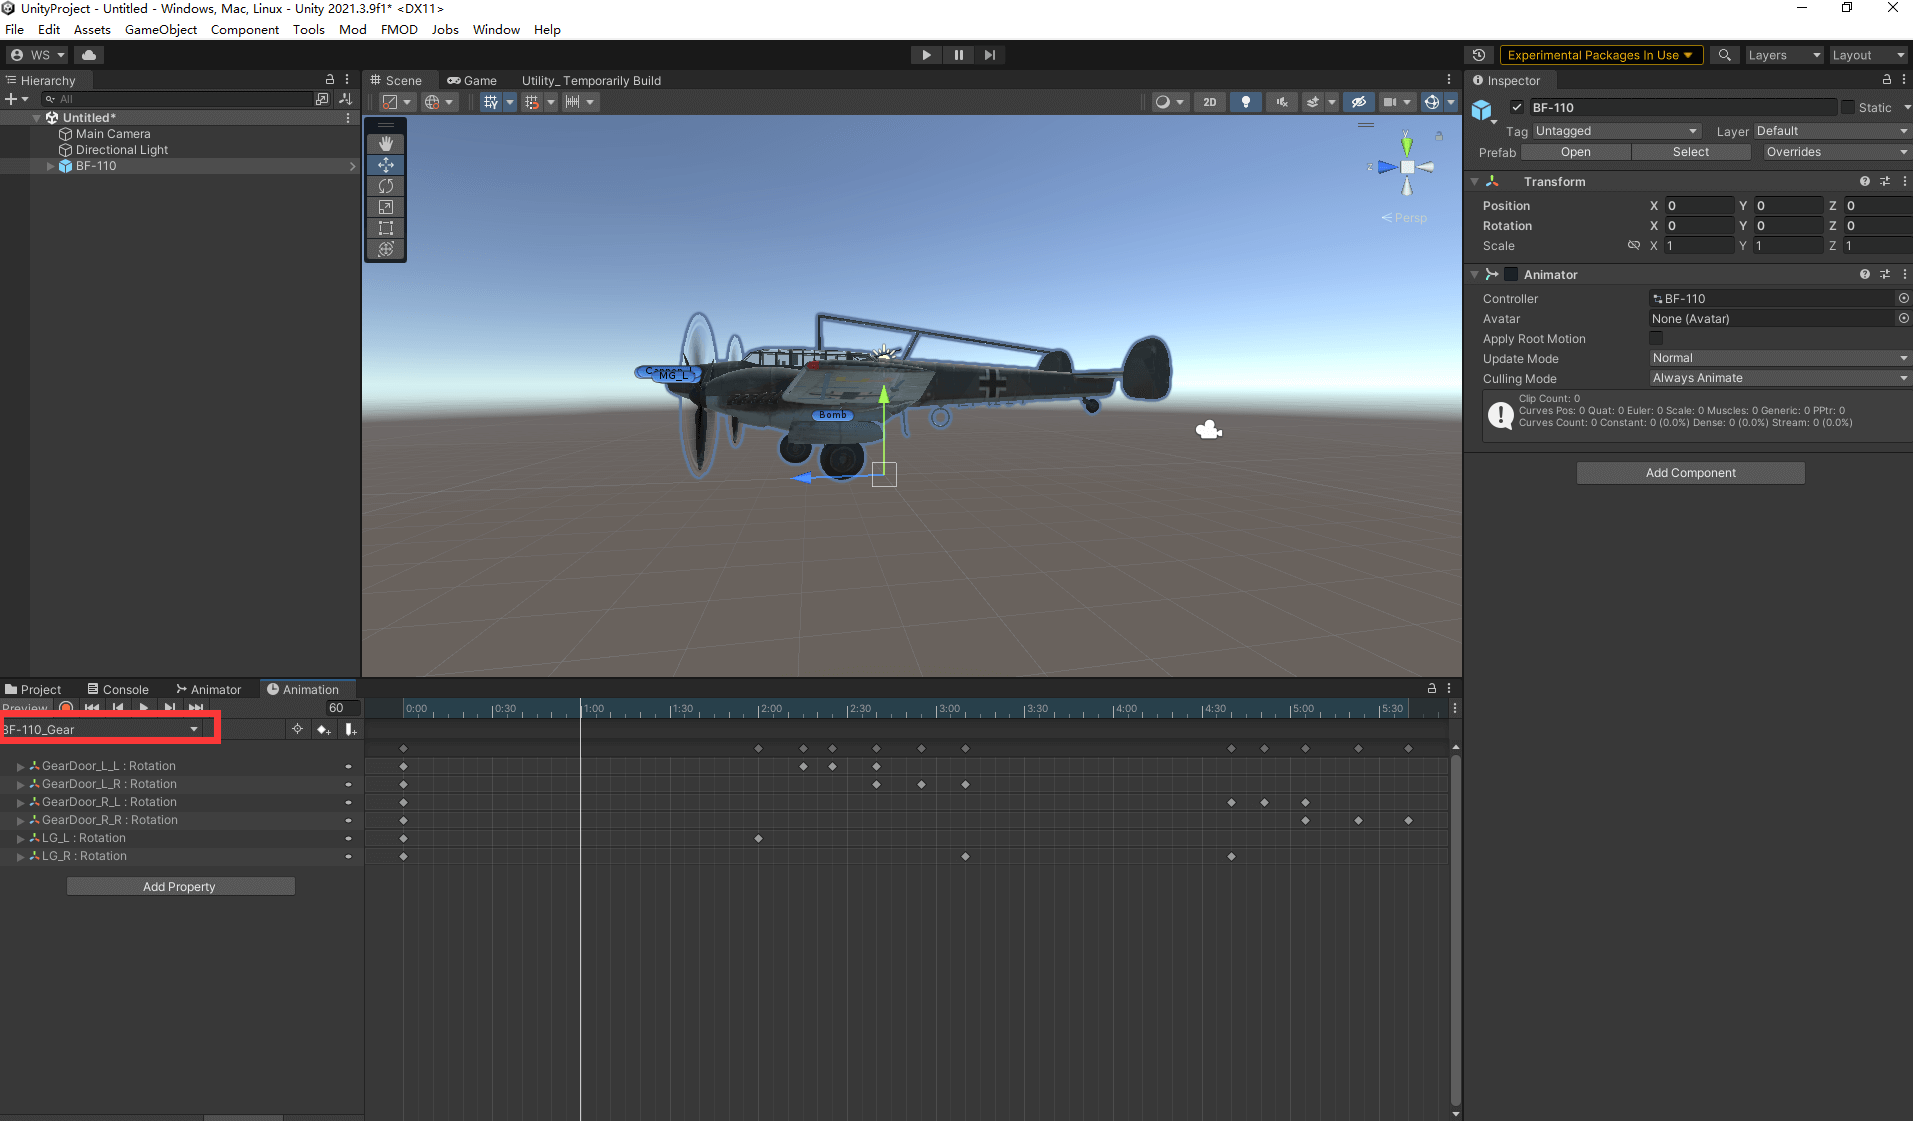 UnityProject - Untitled - Windows, Mac, Linux - Unity 2021.3.9f1* <DX11>
File Edit Assets GameObject Component Tools Mod FMOD Jobs Window Help
WS
Experimental Packages In Use
Layers
Layout
Hierarchy
All
Untitled*
Main Camera
Directional Light
BF-110
Scene
Game
Utility_ Temporarily Build
2D
y
z
Persp
MG_L
Bomb
Inspector
BF-110
Static
Tag Untagged Layer Default
Prefab Open Select Overrides
Transform
Position X 0 Y 0 Z 0
Rotation X 0 Y 0 Z 0
Scale X 1 Y 1 Z 1
Animator
Controller BF-110
Avatar None (Avatar)
Apply Root Motion
Update Mode Normal
Culling Mode Always Animate
Clip Count: 0
Curves Pos: 0 Quat: 0 Euler: 0 Scale: 0 Muscles: 0 Generic: 0 PPtr: 0
Curves Count: 0 Constant: 0 (0.0%) Dense: 0 (0.0%) Stream: 0 (0.0%)
Add Component
Project
Console
Animator
Animation
Preview
60
0:00 0:30 1:00 1:30 2:00 2:30 3:00 3:30 4:00 4:30 5:00 5:30
BF-110_Gear
GearDoor_L_L : Rotation
GearDoor_L_R : Rotation
GearDoor_R_L : Rotation
GearDoor_R_R : Rotation
LG_L : Rotation
LG_R : Rotation
Add Property